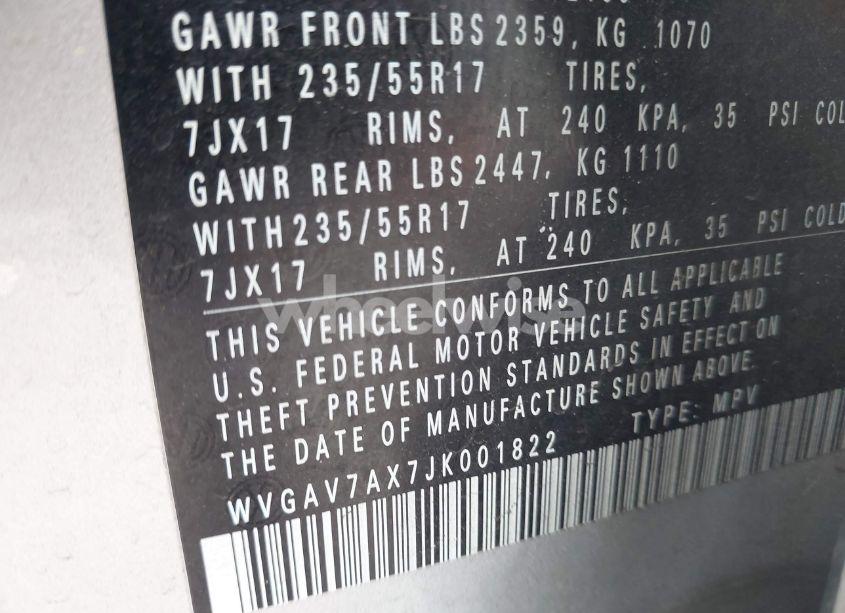 GAWR FRONT LBS 2359, KG 1070
WITH 235/55R17 TIRES,
7JX17 RIMS, AT 240 KPA, 35 PSI COL
GAWR REAR LBS 2447, KG 1110
WITH 235/55R17 TIRES,
7JX17 RIMS, AT 240 KPA, 35 PSI COLD
THIS VEHICLE CONFORMS TO ALL APPLICABLE
U.S. FEDERAL MOTOR VEHICLE SAFETY AND
THEFT PREVENTION STANDARDS IN EFFECT ON
THE DATE OF MANUFACTURE SHOWN ABOVE.
WVGAV7AX7JK001822 TYPE: MPV
wheelwise